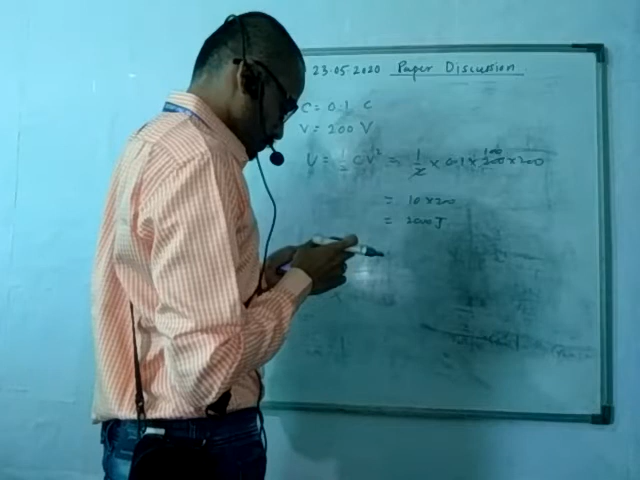 23.05.2020 Paper Discussion
C = 0.1 C
V = 200 V
U = 1/2 CV² = 1/2 × 0.1 × 200 × 200 100
= 10 × 200
= 2000 J